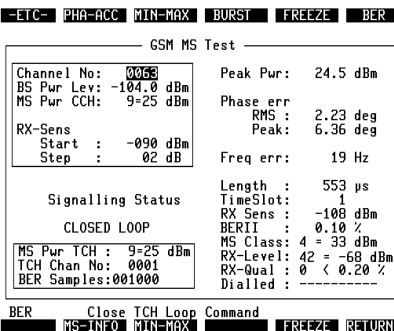 -ETC- PHA-ACC MIN-MAX BURST FREEZE BER
GSM MS Test
Channel No: 0063
BS Pwr Lev: -104.0 dBm
MS Pwr CCH: 9=25 dBm
RX-Sens
Start : -090 dBm
Step : 02 dB
Signalling Status
CLOSED LOOP
MS Pwr TCH : 9=25 dBm
TCH Chan No: 0001
BER Samples:001000
Peak Pwr: 24.5 dBm
Phase err
RMS : 2.23 deg
Peak: 6.36 deg
Freq err: 19 Hz
Length : 553 µs
TimeSlot: 1
RX Sens : -108 dBm
BERII : 0.10 %
MS Class: 4 = 33 dBm
RX-Level: 42 = -68 dBm
RX-Qual : 0 < 0.20 %
Dialled : ----------
BER Close TCH Loop Command
MS-INFO MIN-MAX FREEZE RETURN